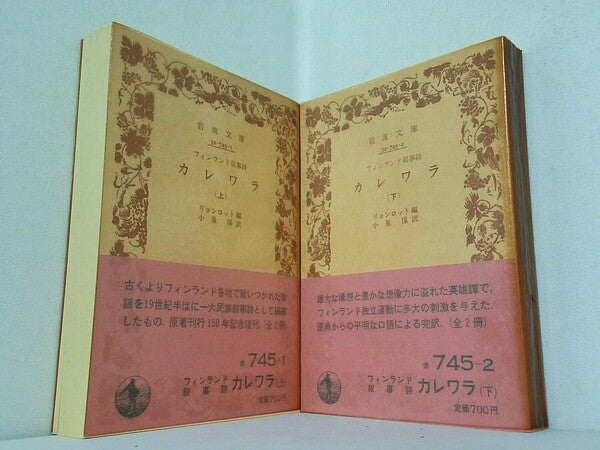 岩波文庫
32-745-1
フィンランド叙事詩
カレワラ
(上)
リョンロット編
小泉保訳
古くよりフィンランド各地で歌いつがれた歌
謡を19世紀半ばに一大民族叙事詩として編纂
したもの．原著刊行150年記念復刊．(全2冊)
赤745-1
フィンランド
叙事詩 カレワラ(上)
定価700円
岩波文庫
32-745-2
フィンランド叙事詩
カレワラ
(下)
リョンロット編
小泉保訳
雄大な構想と豊かな想像力に溢れた英雄譚で，
フィンランド独立運動に多大の刺激を与えた．
原典からの平明な口語による完訳．(全2冊)
赤745-2
フィンランド
叙事詩 カレワラ(下)
定価700円